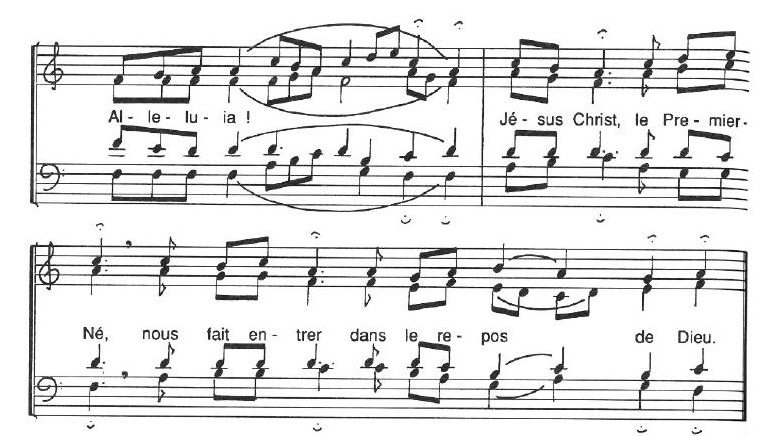 Al - le - lu - ia ! Jé - sus Christ, le Pre - mier -
Né, nous fait en - trer dans le re - pos de Dieu.